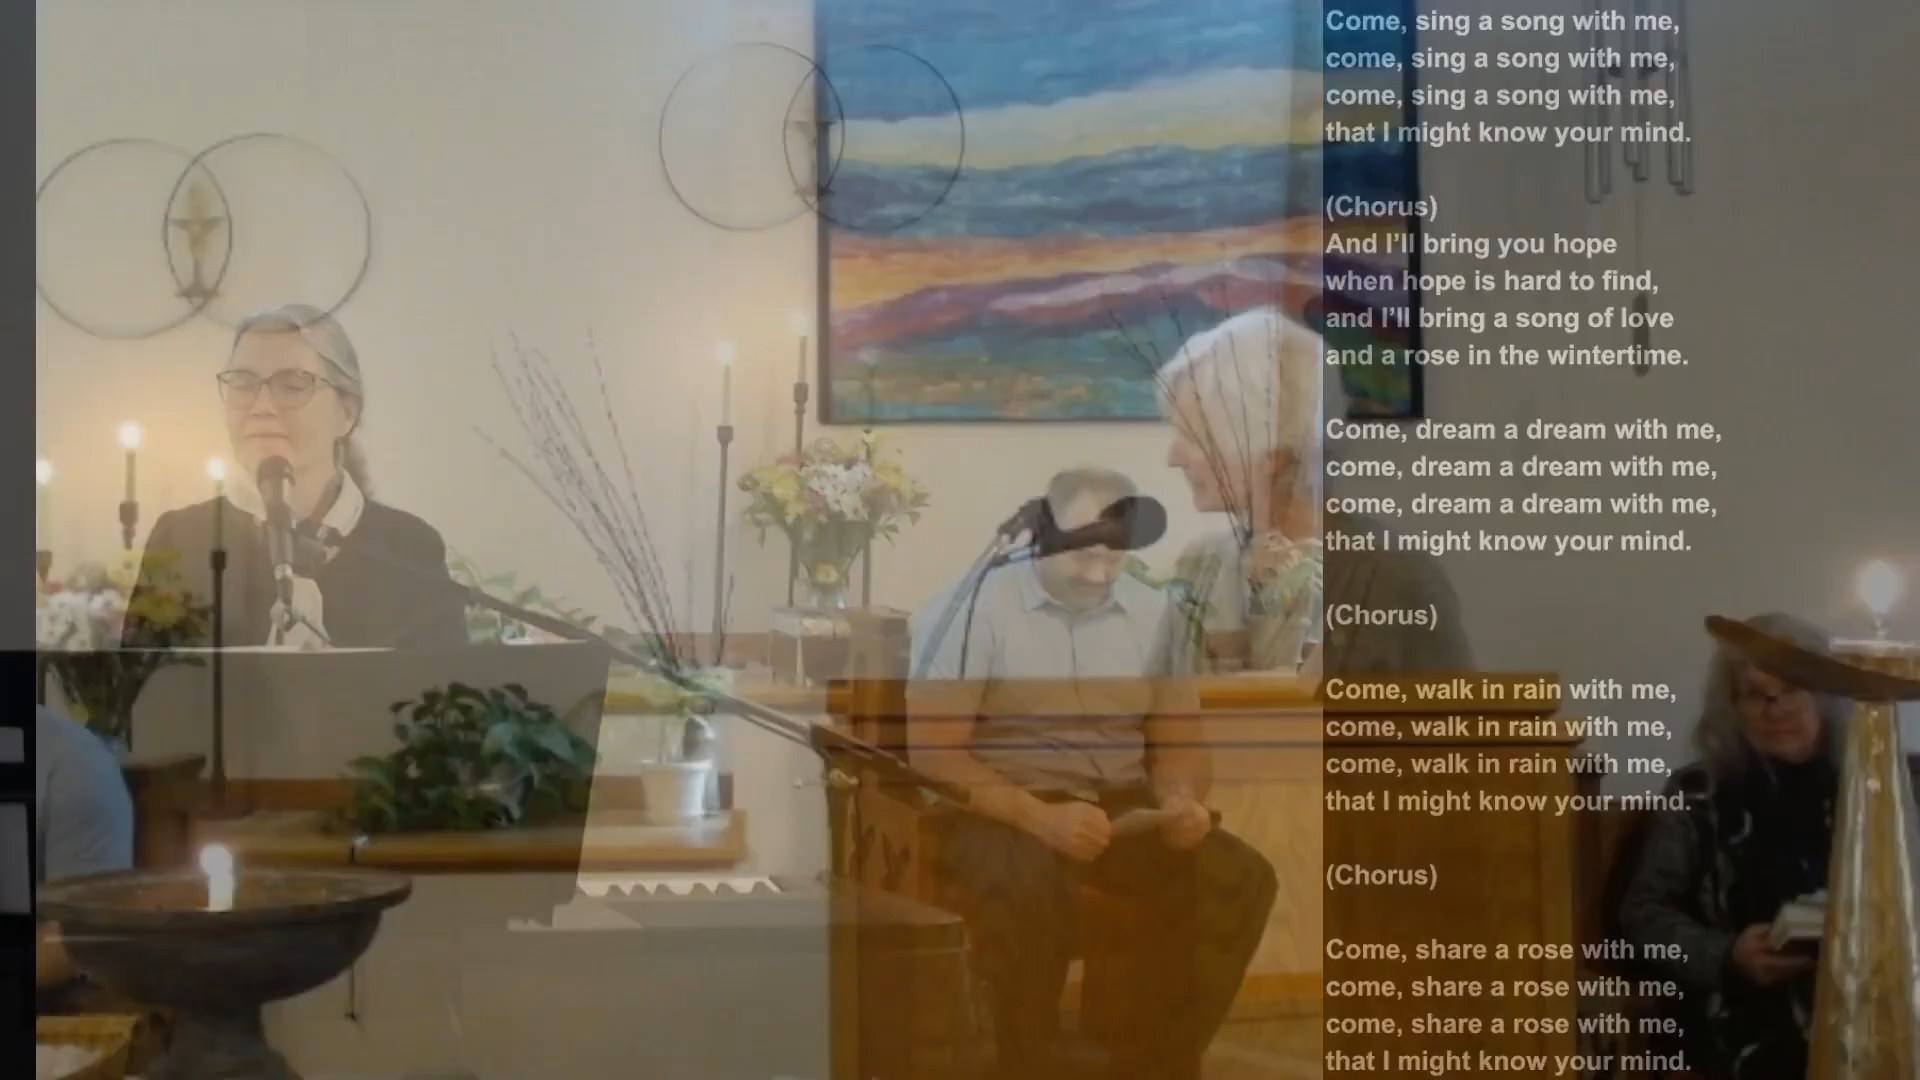 Come, sing a song with me,
come, sing a song with me,
come, sing a song with me,
that I might know your mind.
(Chorus)
And I’ll bring you hope
when hope is hard to find,
and I’ll bring a song of love
and a rose in the wintertime.
Come, dream a dream with me,
come, dream a dream with me,
come, dream a dream with me,
that I might know your mind.
(Chorus)
Come, walk in rain with me,
come, walk in rain with me,
come, walk in rain with me,
that I might know your mind.
(Chorus)
Come, share a rose with me,
come, share a rose with me,
come, share a rose with me,
that I might know your mind.